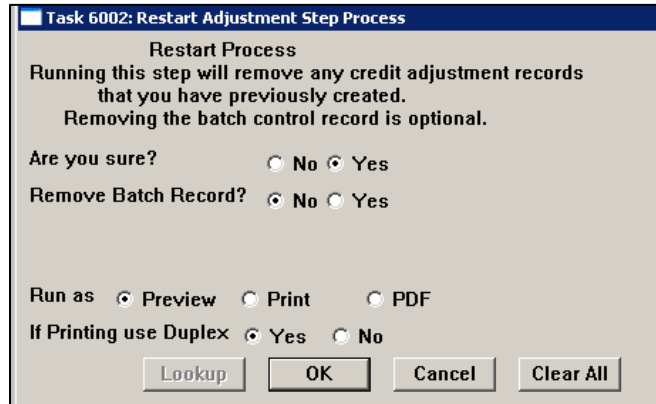 Task 6002: Restart Adjustment Step Process
Restart Process
Running this step will remove any credit adjustment records
that you have previously created.
Removing the batch control record is optional.
Are you sure? No Yes
Remove Batch Record? No Yes
Run as Preview Print PDF
If Printing use Duplex Yes No
Lookup OK Cancel Clear All